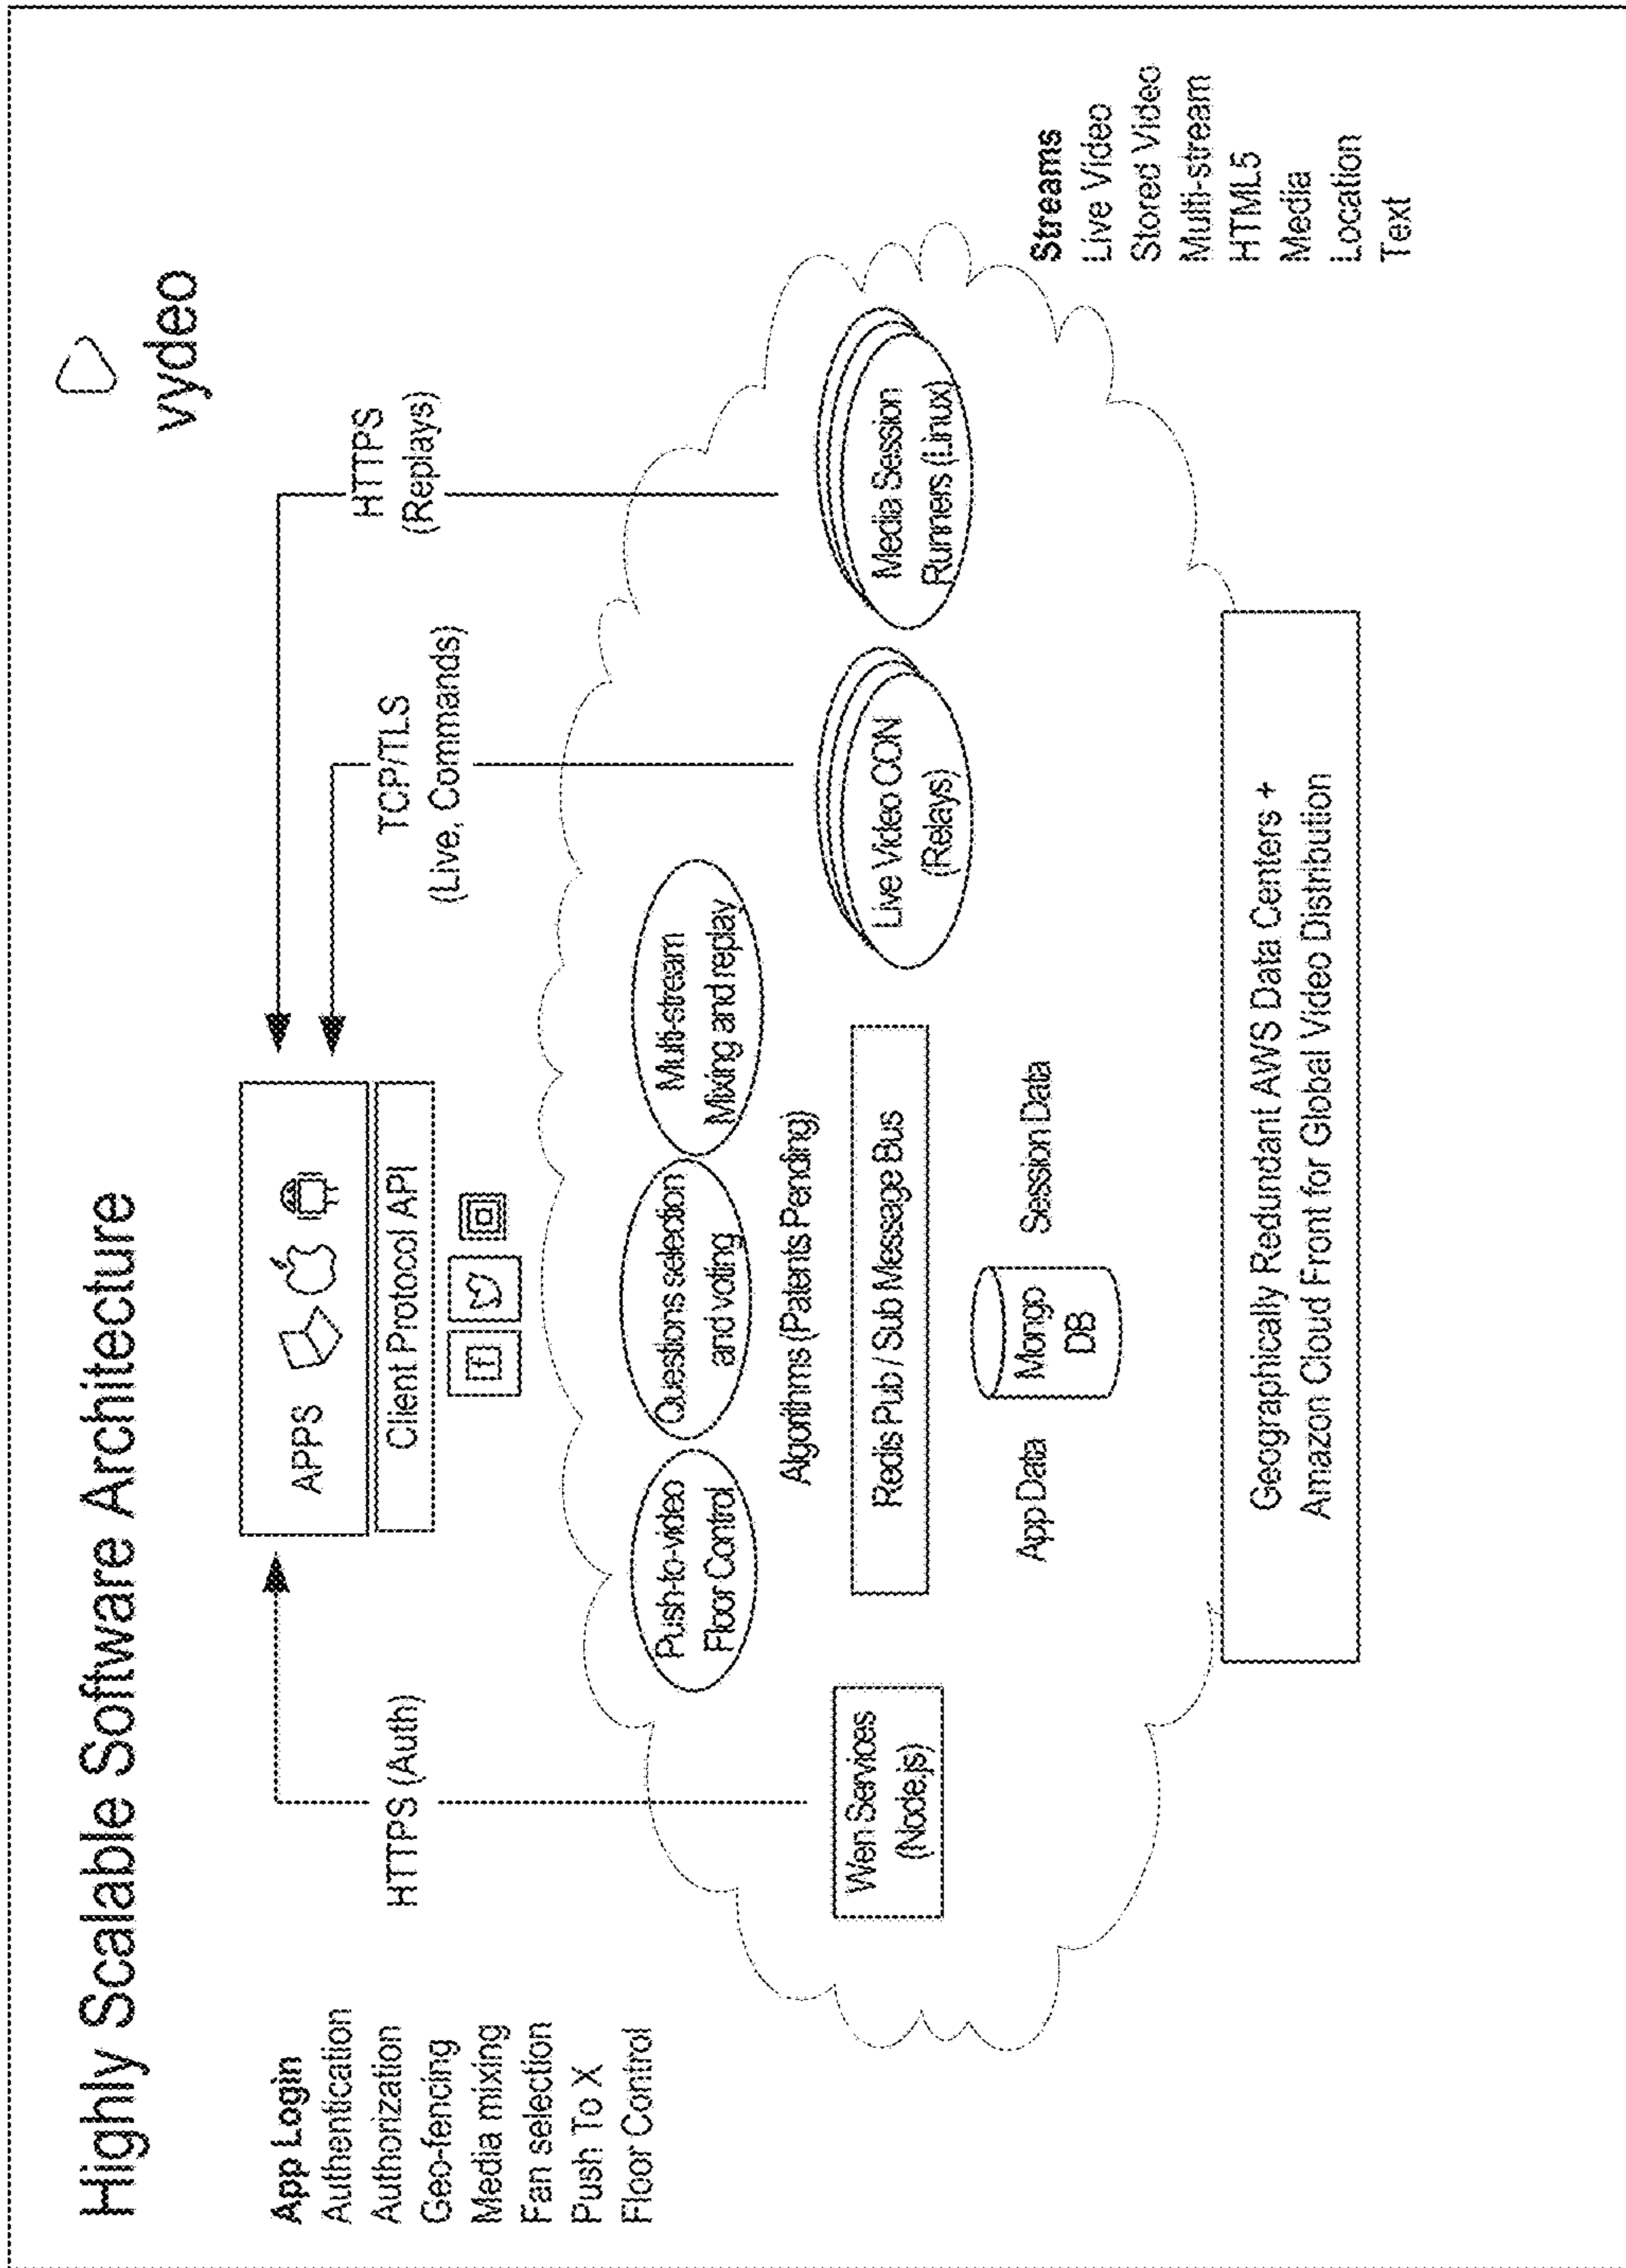 Highly Scalable Software Architecture
vydeo
App Login
Authentication
Authorization
Geo-fencing
Media mixing
Fan selection
Push To X
Floor Control
HTTPS (Auth)
APPS
Client Protocol API
f
TCP/TLS
(Live, Commands)
HTTPS
(Replays)
Push-to-video
Floor Control
Questions selection
and voting
Multi-stream
Mixing and replay
Algorithms (Patents Pending)
Wen Services
(Node.js)
Redis Pub / Sub Message Bus
Live Video CON
(Relays)
Media Session
Runners (Linux)
App Data
Mongo
DB
Session Data
Streams
Live Video
Stored Video
Multi-stream
HTML5
Media
Location
Text
Geographically Redundant AWS Data Centers +
Amazon Cloud Front for Global Video Distribution